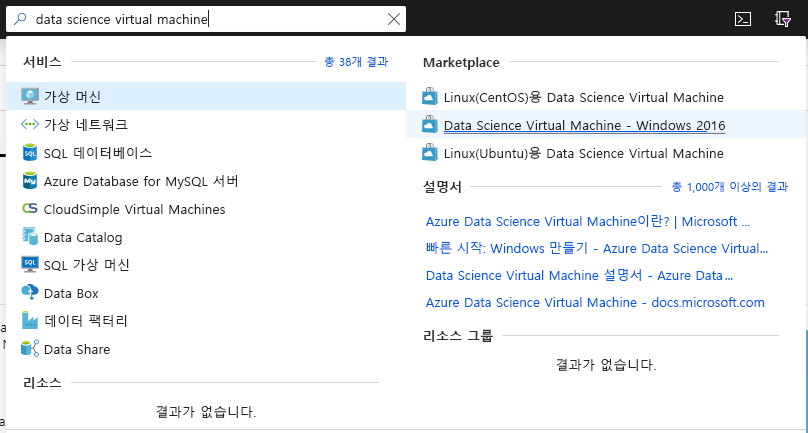 data science virtual machine
서비스
총 38개 결과
가상 머신
가상 네트워크
SQL 데이터베이스
Azure Database for MySQL 서버
CloudSimple Virtual Machines
Data Catalog
SQL 가상 머신
Data Box
데이터 팩터리
Data Share
리소스
결과가 없습니다.
Marketplace
Linux(CentOS)용 Data Science Virtual Machine
Data Science Virtual Machine - Windows 2016
Linux(Ubuntu)용 Data Science Virtual Machine
설명서
총 1,000개 이상의 결과
Azure Data Science Virtual Machine이란? | Microsoft ...
빠른 시작: Windows 만들기 - Azure Data Science Virtual...
Data Science Virtual Machine 설명서 - Azure Data ...
Azure Data Science Virtual Machine - docs.microsoft.com
리소스 그룹
결과가 없습니다.